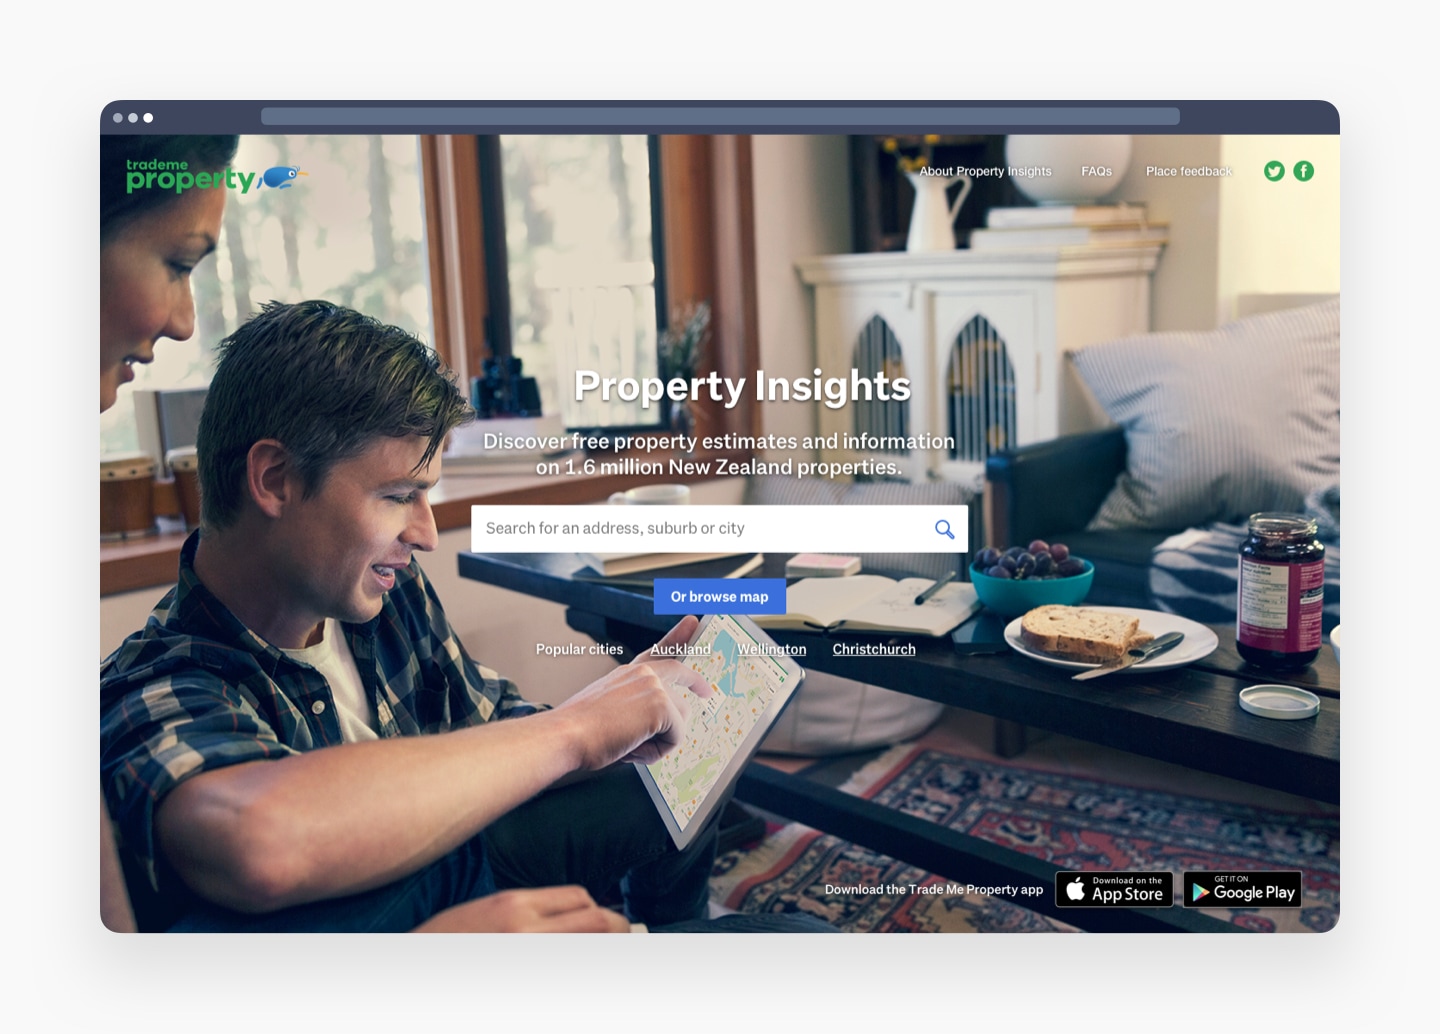 trademe
property
About Property Insights FAQs Place feedback
Property Insights
Discover free property estimates and information
on 1.6 million New Zealand properties.
Search for an address, suburb or city
Or browse map
Popular cities Auckland Wellington Christchurch
Download the Trade Me Property app
Download on the
App Store
GET IT ON
Google Play